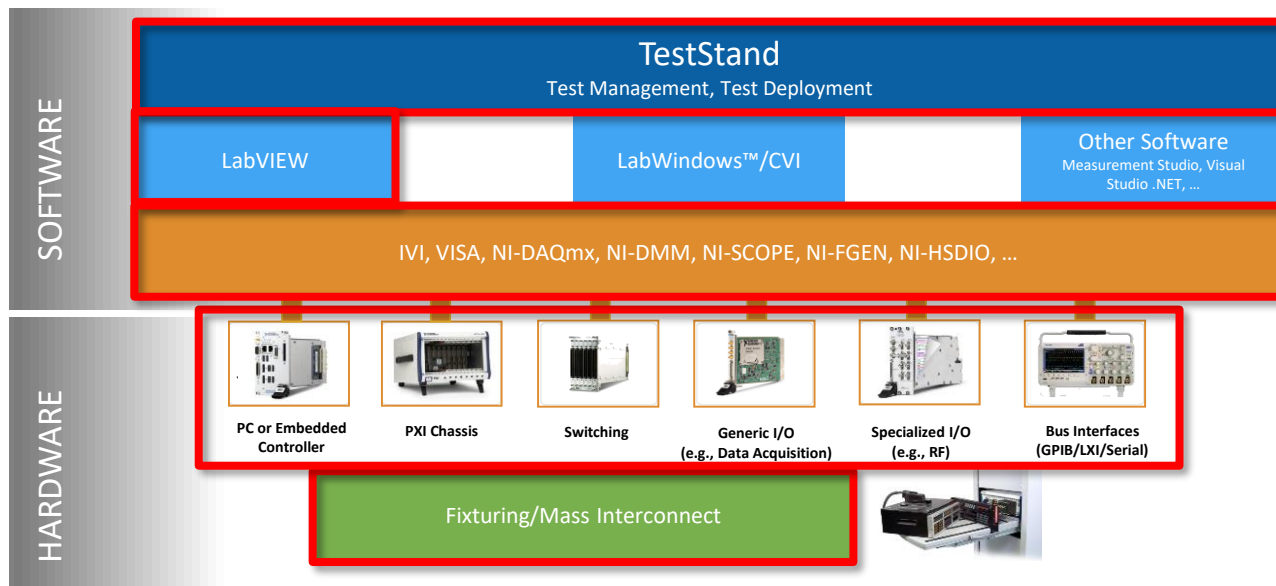 SOFTWARE
TestStand
Test Management, Test Deployment
LabVIEW
LabWindows™/CVI
Other Software
Measurement Studio, Visual
Studio .NET, ...
IVI, VISA, NI-DAQmx, NI-DMM, NI-SCOPE, NI-FGEN, NI-HSDIO, ...
HARDWARE
PC or Embedded
Controller
PXI Chassis
Switching
Generic I/O
(e.g., Data Acquisition)
Specialized I/O
(e.g., RF)
Bus Interfaces
(GPIB/LXI/Serial)
Fixturing/Mass Interconnect